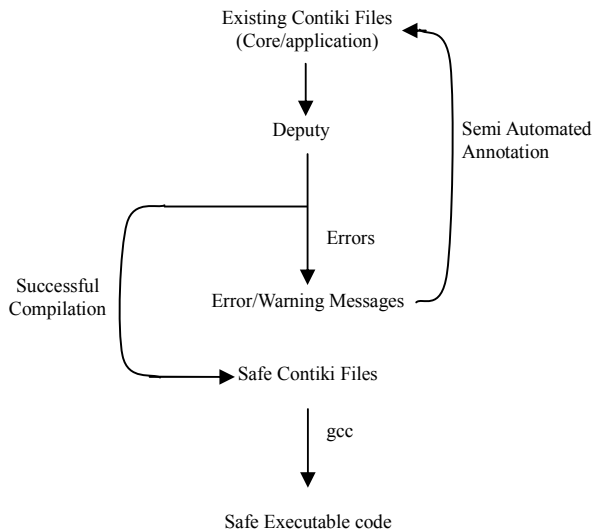 Existing Contiki Files
(Core/application)
Deputy
Semi Automated
Annotation
Errors
Successful
Compilation
Error/Warning Messages
Safe Contiki Files
gcc
Safe Executable code